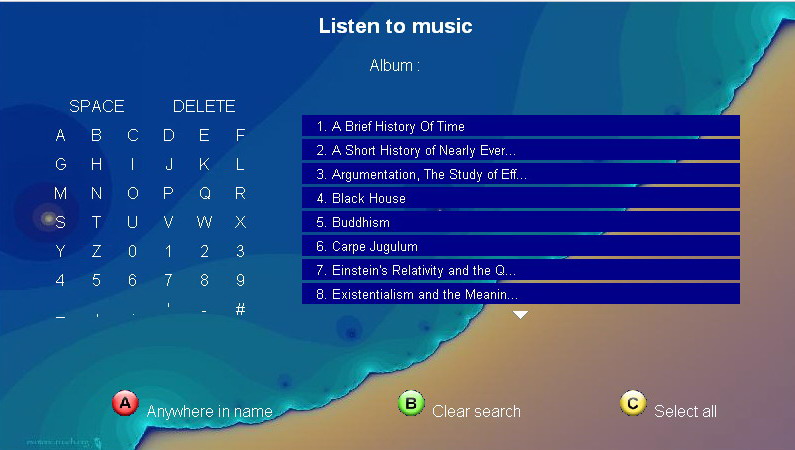 Listen to music
Album :
SPACE DELETE
A B C D E F
G H I J K L
M N O P Q R
S T U V W X
Y Z 0 1 2 3
4 5 6 7 8 9
_ , . ' - #
1. A Brief History Of Time
2. A Short History of Nearly Ever...
3. Argumentation, The Study of Eff...
4. Black House
5. Buddhism
6. Carpe Jugulum
7. Einstein's Relativity and the Q...
8. Existentialism and the Meanin...
A Anywhere in name
B Clear search
C Select all